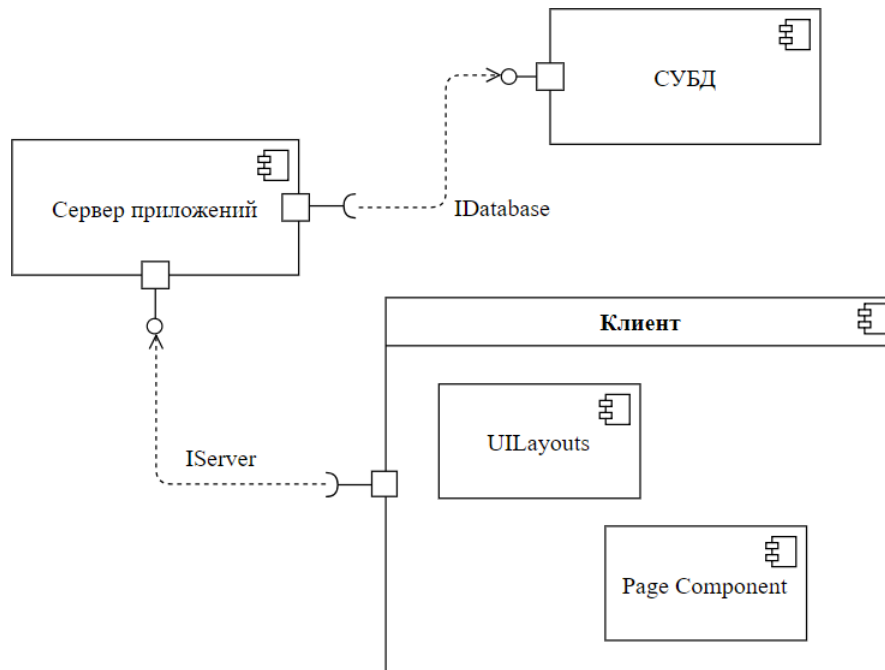 СУБД
Сервер приложений
IDatabase
Клиент
UILayouts
IServer
Page Component